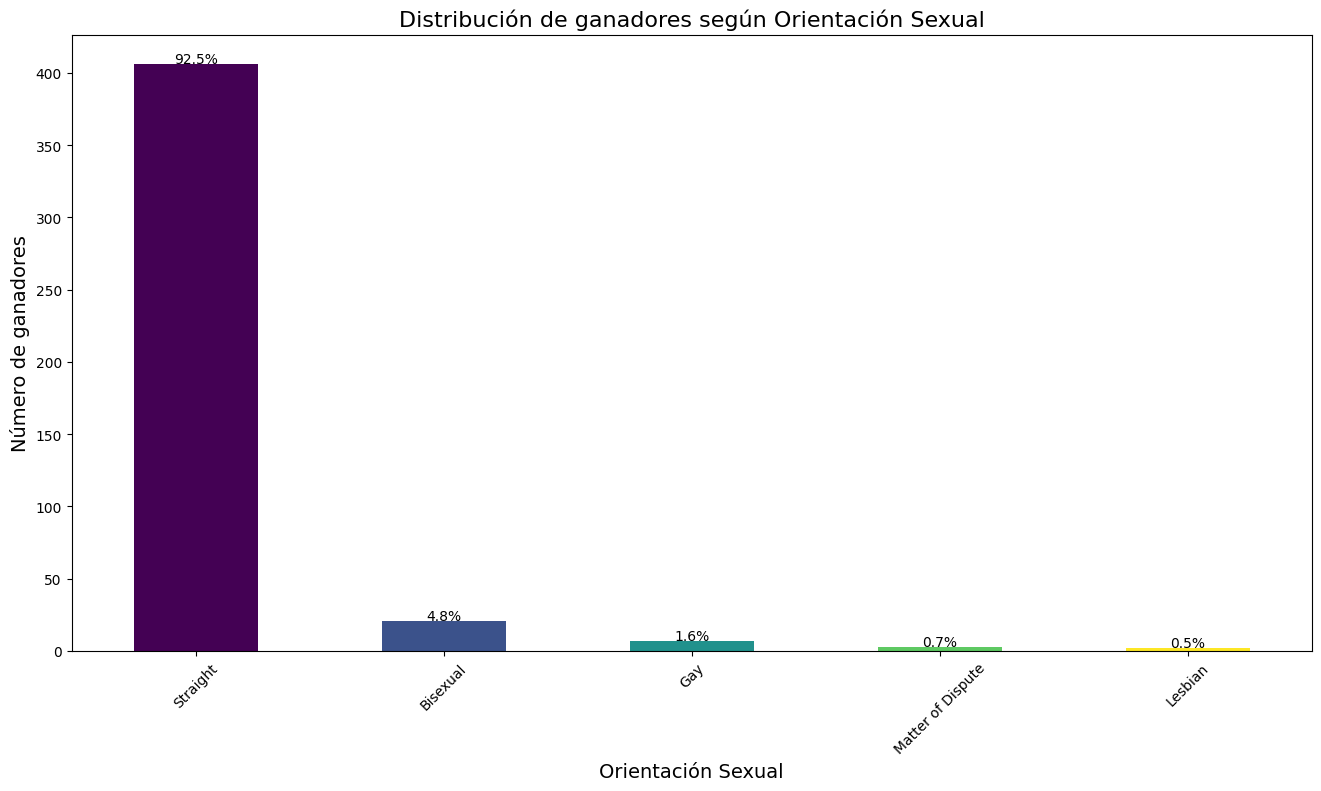 Distribución de ganadores según Orientación Sexual
Número de ganadores
400
350
300
250
200
150
100
50
0
92.5%
4.8%
1.6%
0.7%
0.5%
Straight
Bisexual
Gay
Matter of Dispute
Lesbian
Orientación Sexual